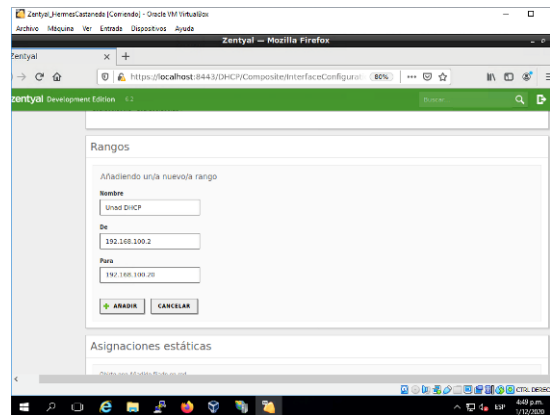 Zentyal_HermesCastaneda [Corriendo] - Oracle VM VirtualBox
Archivo Máquina Ver Entrada Dispositivos Ayuda
Zentyal — Mozilla Firefox
Zentyal
https://localhost:8443/DHCP/Composite/InterfaceConfigurat 80%
zentyal Development Edition 6.2
Buscar
Rangos
Añadiendo un/a nuevo/a rango
Nombre
Unad DHCP
De
192.168.100.2
Para
192.168.100.20
+ AÑADIR CANCELAR
Asignaciones estáticas
CTRL DERECH
ESP
4:49 p.m.
1/12/2020